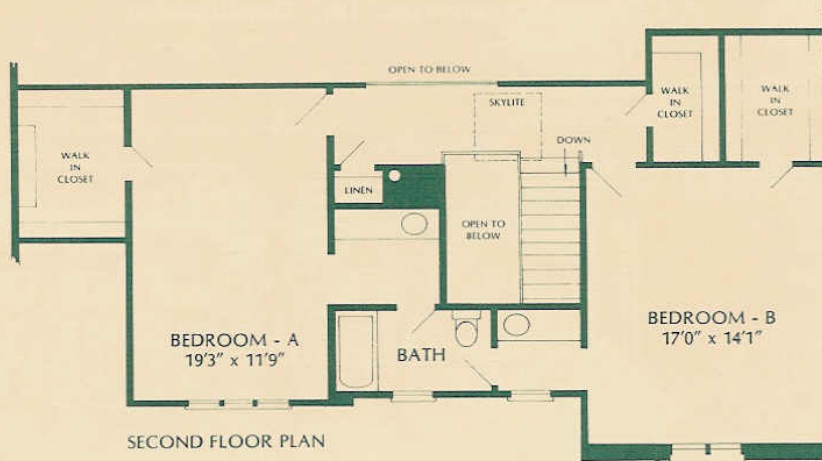 OPEN TO BELOW
SKYLITE
WALK
IN
CLOSET
WALK
IN
CLOSET
DOWN
WALK
IN
CLOSET
LINEN
OPEN TO
BELOW
BEDROOM - A
19'3" x 11'9"
BATH
BEDROOM - B
17'0" x 14'1"
SECOND FLOOR PLAN